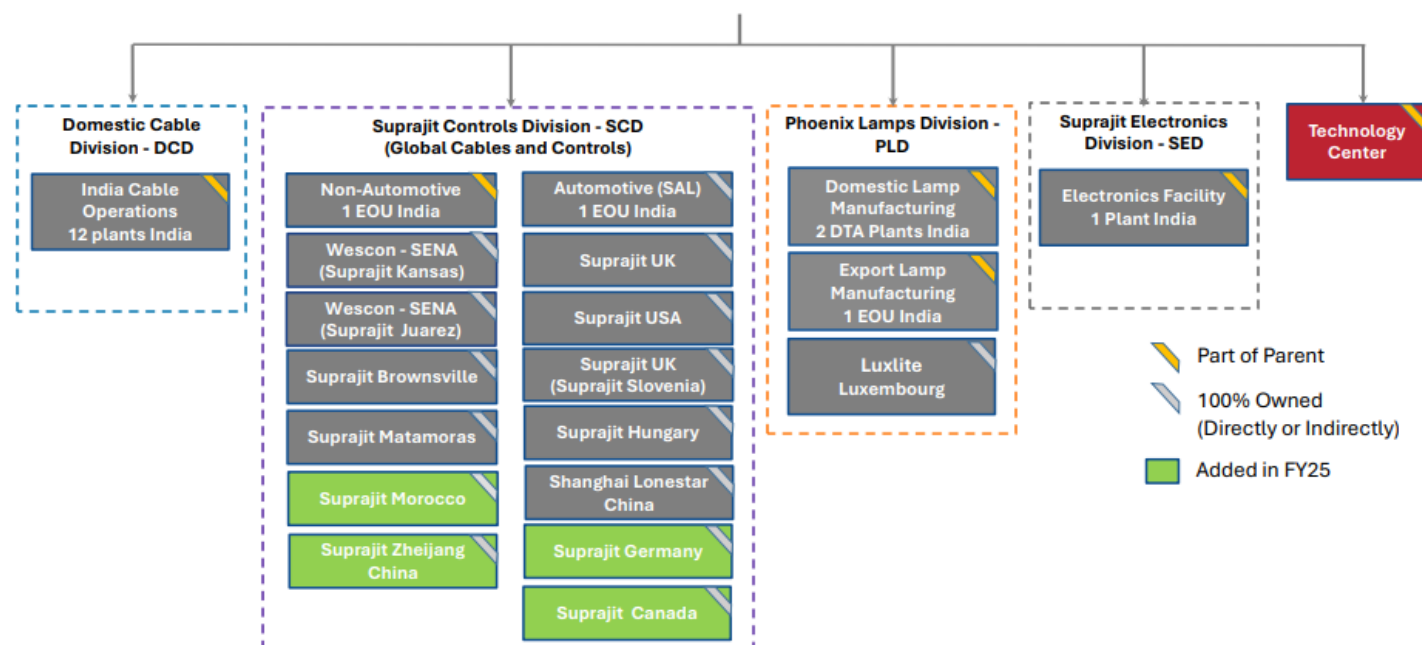 Domestic Cable
Division - DCD
India Cable
Operations
12 plants India
Suprajit Controls Division - SCD
(Global Cables and Controls)
Non-Automotive
1 EOU India
Wescon - SENA
(Suprajit Kansas)
Wescon - SENA
(Suprajit Juarez)
Suprajit Brownsville
Suprajit Matamoras
Suprajit Morocco
Suprajit Zheijang
China
Automotive (SAL)
1 EOU India
Suprajit UK
Suprajit USA
Suprajit UK
(Suprajit Slovenia)
Suprajit Hungary
Shanghai Lonestar
China
Suprajit Germany
Suprajit Canada
Phoenix Lamps Division -
PLD
Domestic Lamp
Manufacturing
2 DTA Plants India
Export Lamp
Manufacturing
1 EOU India
Luxlite
Luxembourg
Suprajit Electronics
Division - SED
Electronics Facility
1 Plant India
Technology
Center
Part of Parent
100% Owned
(Directly or Indirectly)
Added in FY25